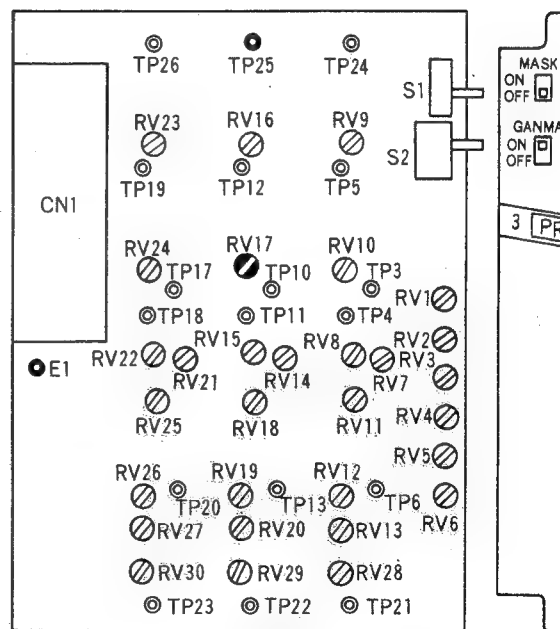 TP26 TP25 TP24
MASK
ON
OFF
S1
RV23 RV16 RV9
GANMA
ON
OFF
S2
TP19 TP12 TP5
CN1
3 PR
RV24 RV17 RV10
TP17 TP10 TP3
RV1
TP18 TP11 TP4
RV2
RV22 RV15 RV8 RV3
E1
RV21 RV14 RV7
RV25 RV18 RV11 RV4
RV5
RV26 RV19 RV12
TP20 TP13 TP6
RV6
RV27 RV20 RV13
RV30 RV29 RV28
TP23 TP22 TP21